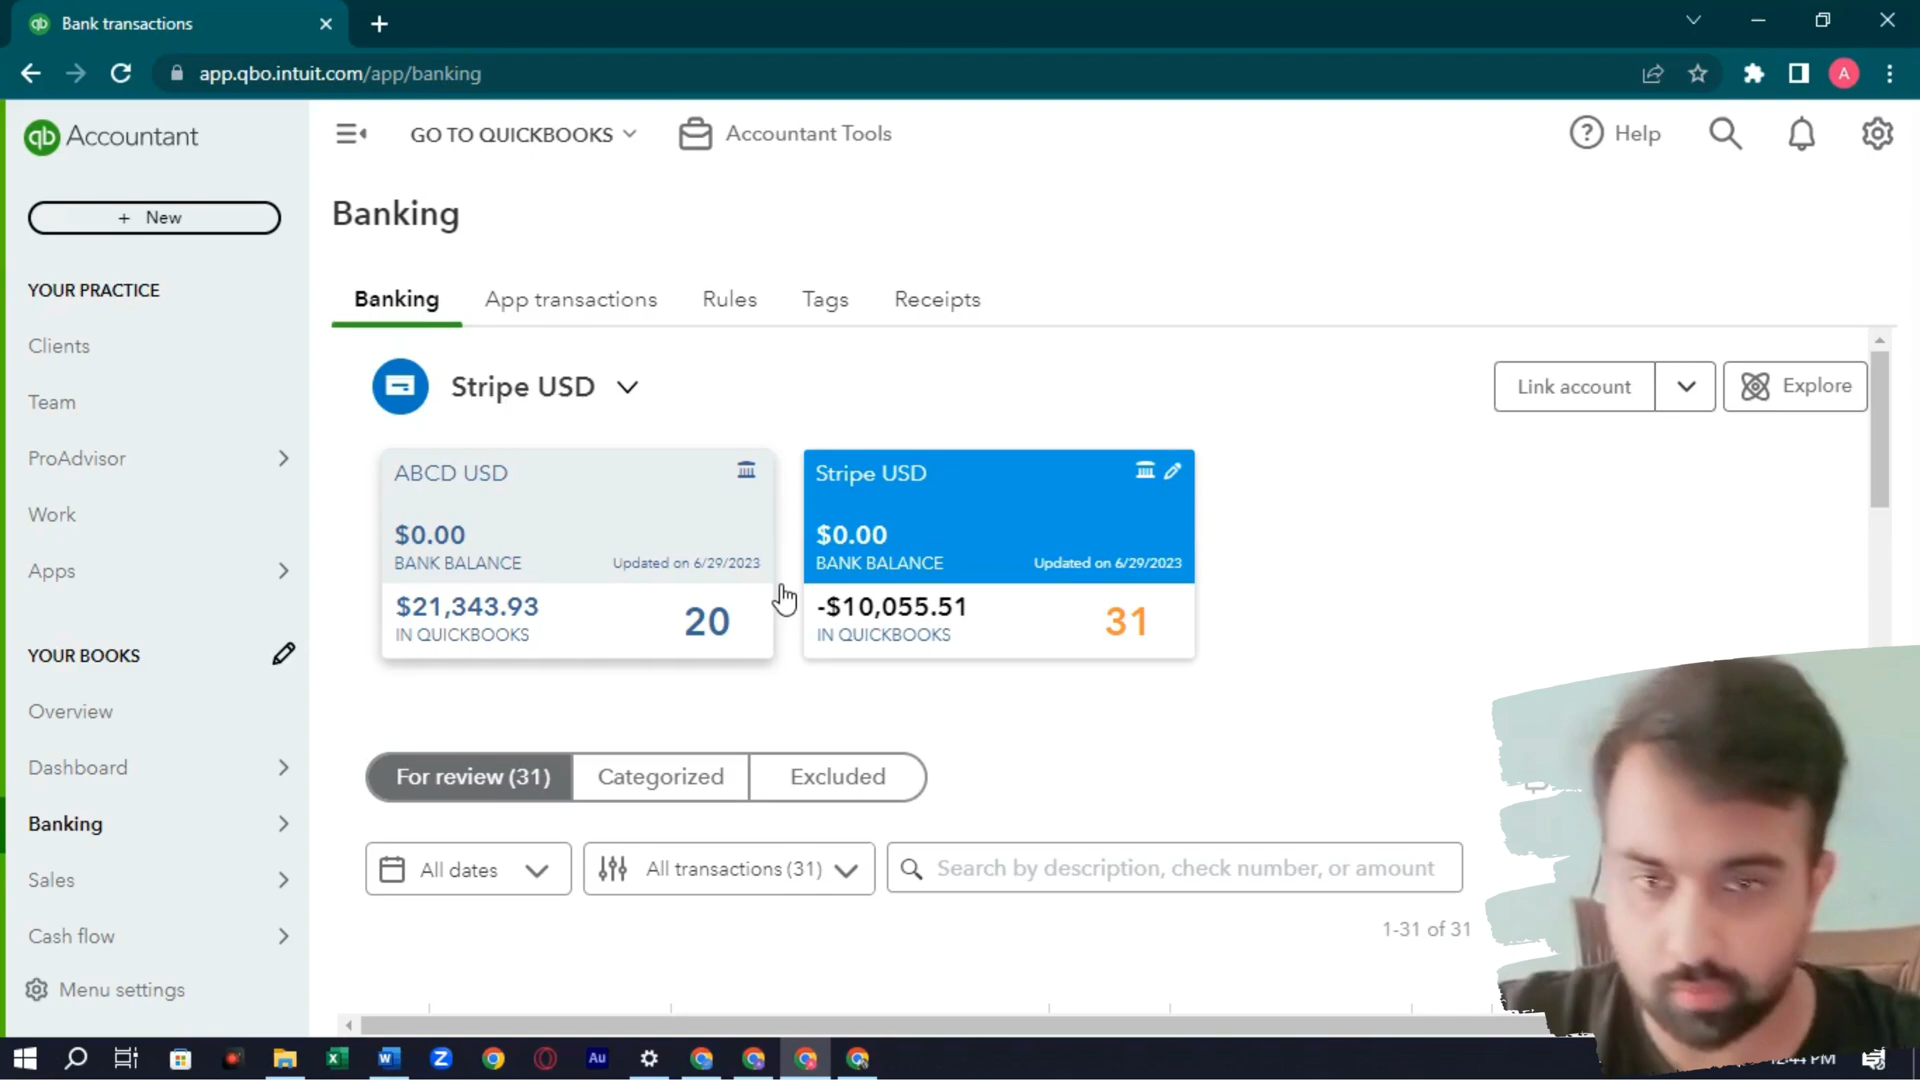 Bank transactions
app.qbo.intuit.com/app/banking
A
qb Accountant
GO TO QUICKBOOKS
Accountant Tools
? Help
+ New
Banking
YOUR PRACTICE
Banking
App transactions
Rules
Tags
Receipts
Clients
Stripe USD
Link account
Explore
Team
ProAdvisor
ABCD USD
Stripe USD
Work
$0.00
$0.00
BANK BALANCE
Updated on 6/29/2023
BANK BALANCE
Updated on 6/29/2023
Apps
$21,343.93
20
-$10,055.51
31
IN QUICKBOOKS
IN QUICKBOOKS
YOUR BOOKS
Overview
Dashboard
For review (31)
Categorized
Excluded
Banking
All dates
All transactions (31)
Search by description, check number, or amount
Sales
1-31 of 31
Cash flow
Menu settings
Au